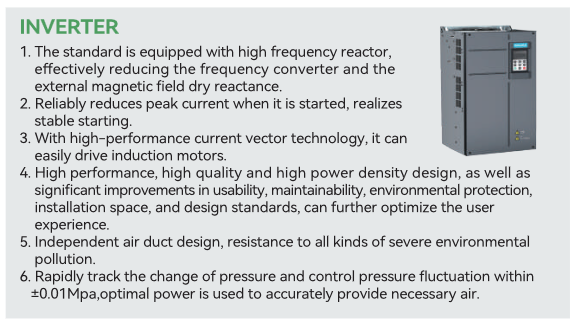 INVERTER
1. The standard is equipped with high frequency reactor,
effectively reducing the frequency converter and the
external magnetic field dry reactance.
2. Reliably reduces peak current when it is started, realizes
stable starting.
3. With high-performance current vector technology, it can
easily drive induction motors.
4. High performance, high quality and high power density design, as well as
significant improvements in usability, maintainability, environmental protection,
installation space, and design standards, can further optimize the user
experience.
5. Independent air duct design, resistance to all kinds of severe environmental
pollution.
6. Rapidly track the change of pressure and control pressure fluctuation within
±0.01Mpa,optimal power is used to accurately provide necessary air.